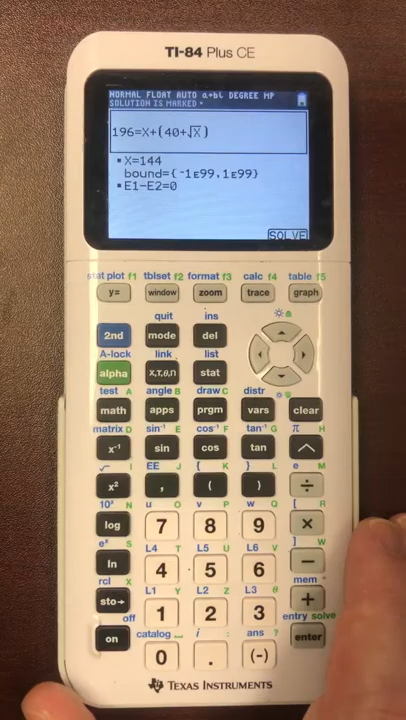 TI-84 Plus CE
NORMAL FLOAT AUTO a+bi DEGREE MP
SOLUTION IS MARKED •
196=X+(40+√X)
▪ X=144
bound={-1ᴇ99,1ᴇ99}
▪ E1-E2=0
SOLVE
stat plot f1 tblset f2 format f3 calc f4 table f5
y= window zoom trace graph
quit ins
2nd mode del
A-lock link list
alpha X,T,θ,n stat
test A angle B draw C distr
math apps prgm vars clear
matrix D sin⁻¹ E cos⁻¹ F tan⁻¹ G π H
x⁻¹ sin cos tan ^
√ I EE J { K } L e M
x² , ( ) ÷
10ˣ N u O v P w Q [ R
log 7 8 9 ×
eˣ S L4 T L5 U L6 V ] W
ln 4 5 6 −
rcl X L1 Y L2 Z L3 θ mem "
sto→ 1 2 3 +
off catalog i : ans ? entry solve
on 0 . (-) enter
TEXAS INSTRUMENTS